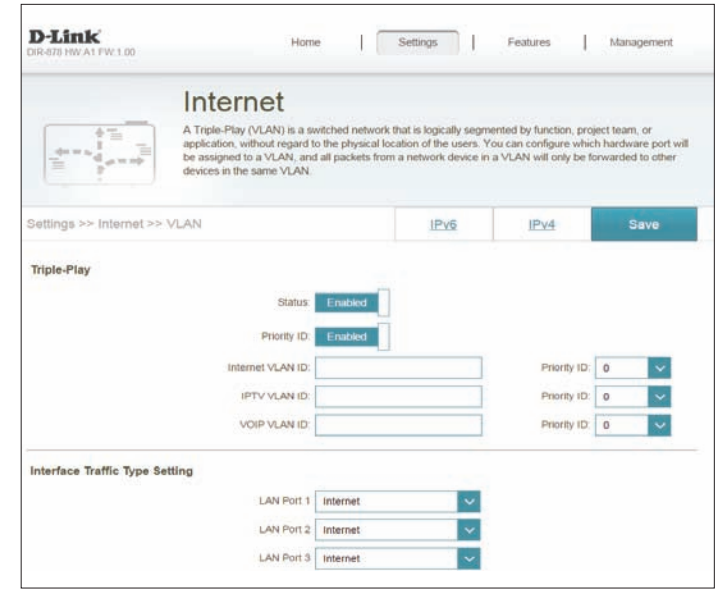 D-Link
DIR-878 HW:A1 FW:1.00
Home | Settings | Features | Management
Internet
A Triple-Play (VLAN) is a switched network that is logically segmented by function, project team, or
application, without regard to the physical location of the users. You can configure which hardware port will
be assigned to a VLAN, and all packets from a network device in a VLAN will only be forwarded to other
devices in the same VLAN.
Settings >> Internet >> VLAN IPv6 IPv4 Save
Triple-Play
Status: Enabled
Priority ID: Enabled
Internet VLAN ID: Priority ID: 0
IPTV VLAN ID: Priority ID: 0
VOIP VLAN ID: Priority ID: 0
Interface Traffic Type Setting
LAN Port 1 Internet
LAN Port 2 Internet
LAN Port 3 Internet